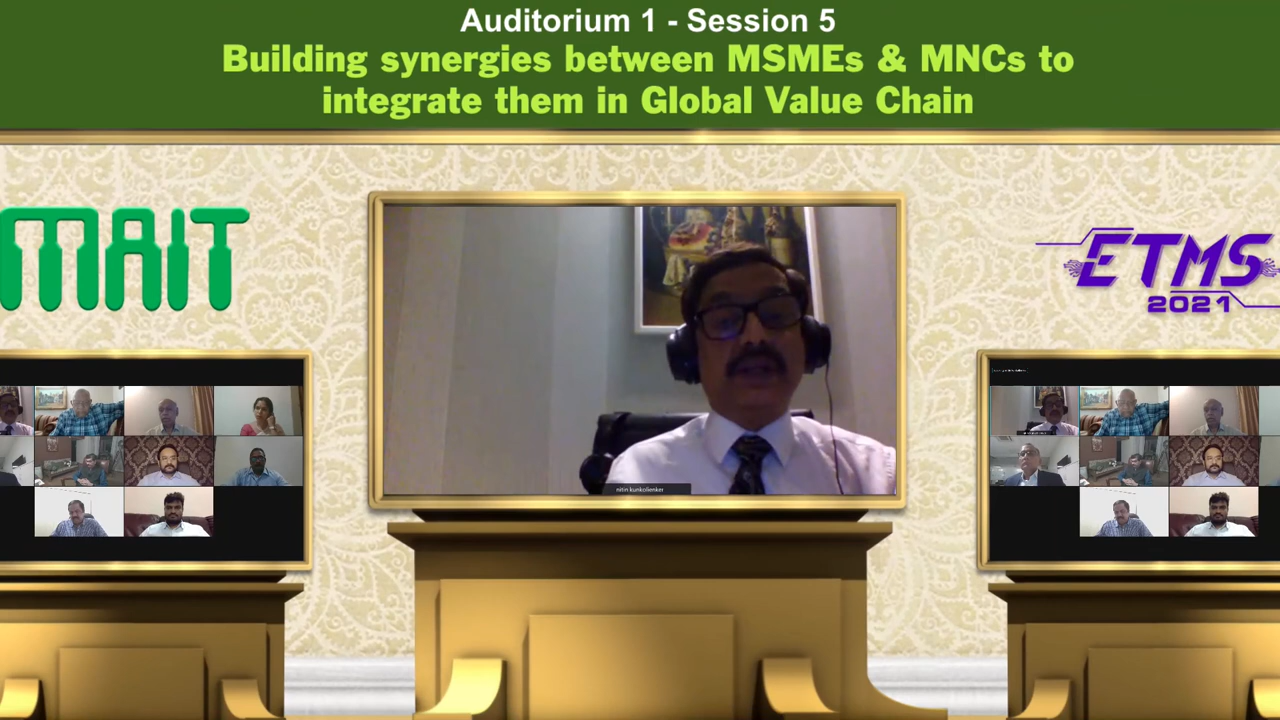 Auditorium 1 - Session 5
Building synergies between MSMEs & MNCs to
integrate them in Global Value Chain
MAIT
ETMS
2021
nitin kunkolienker